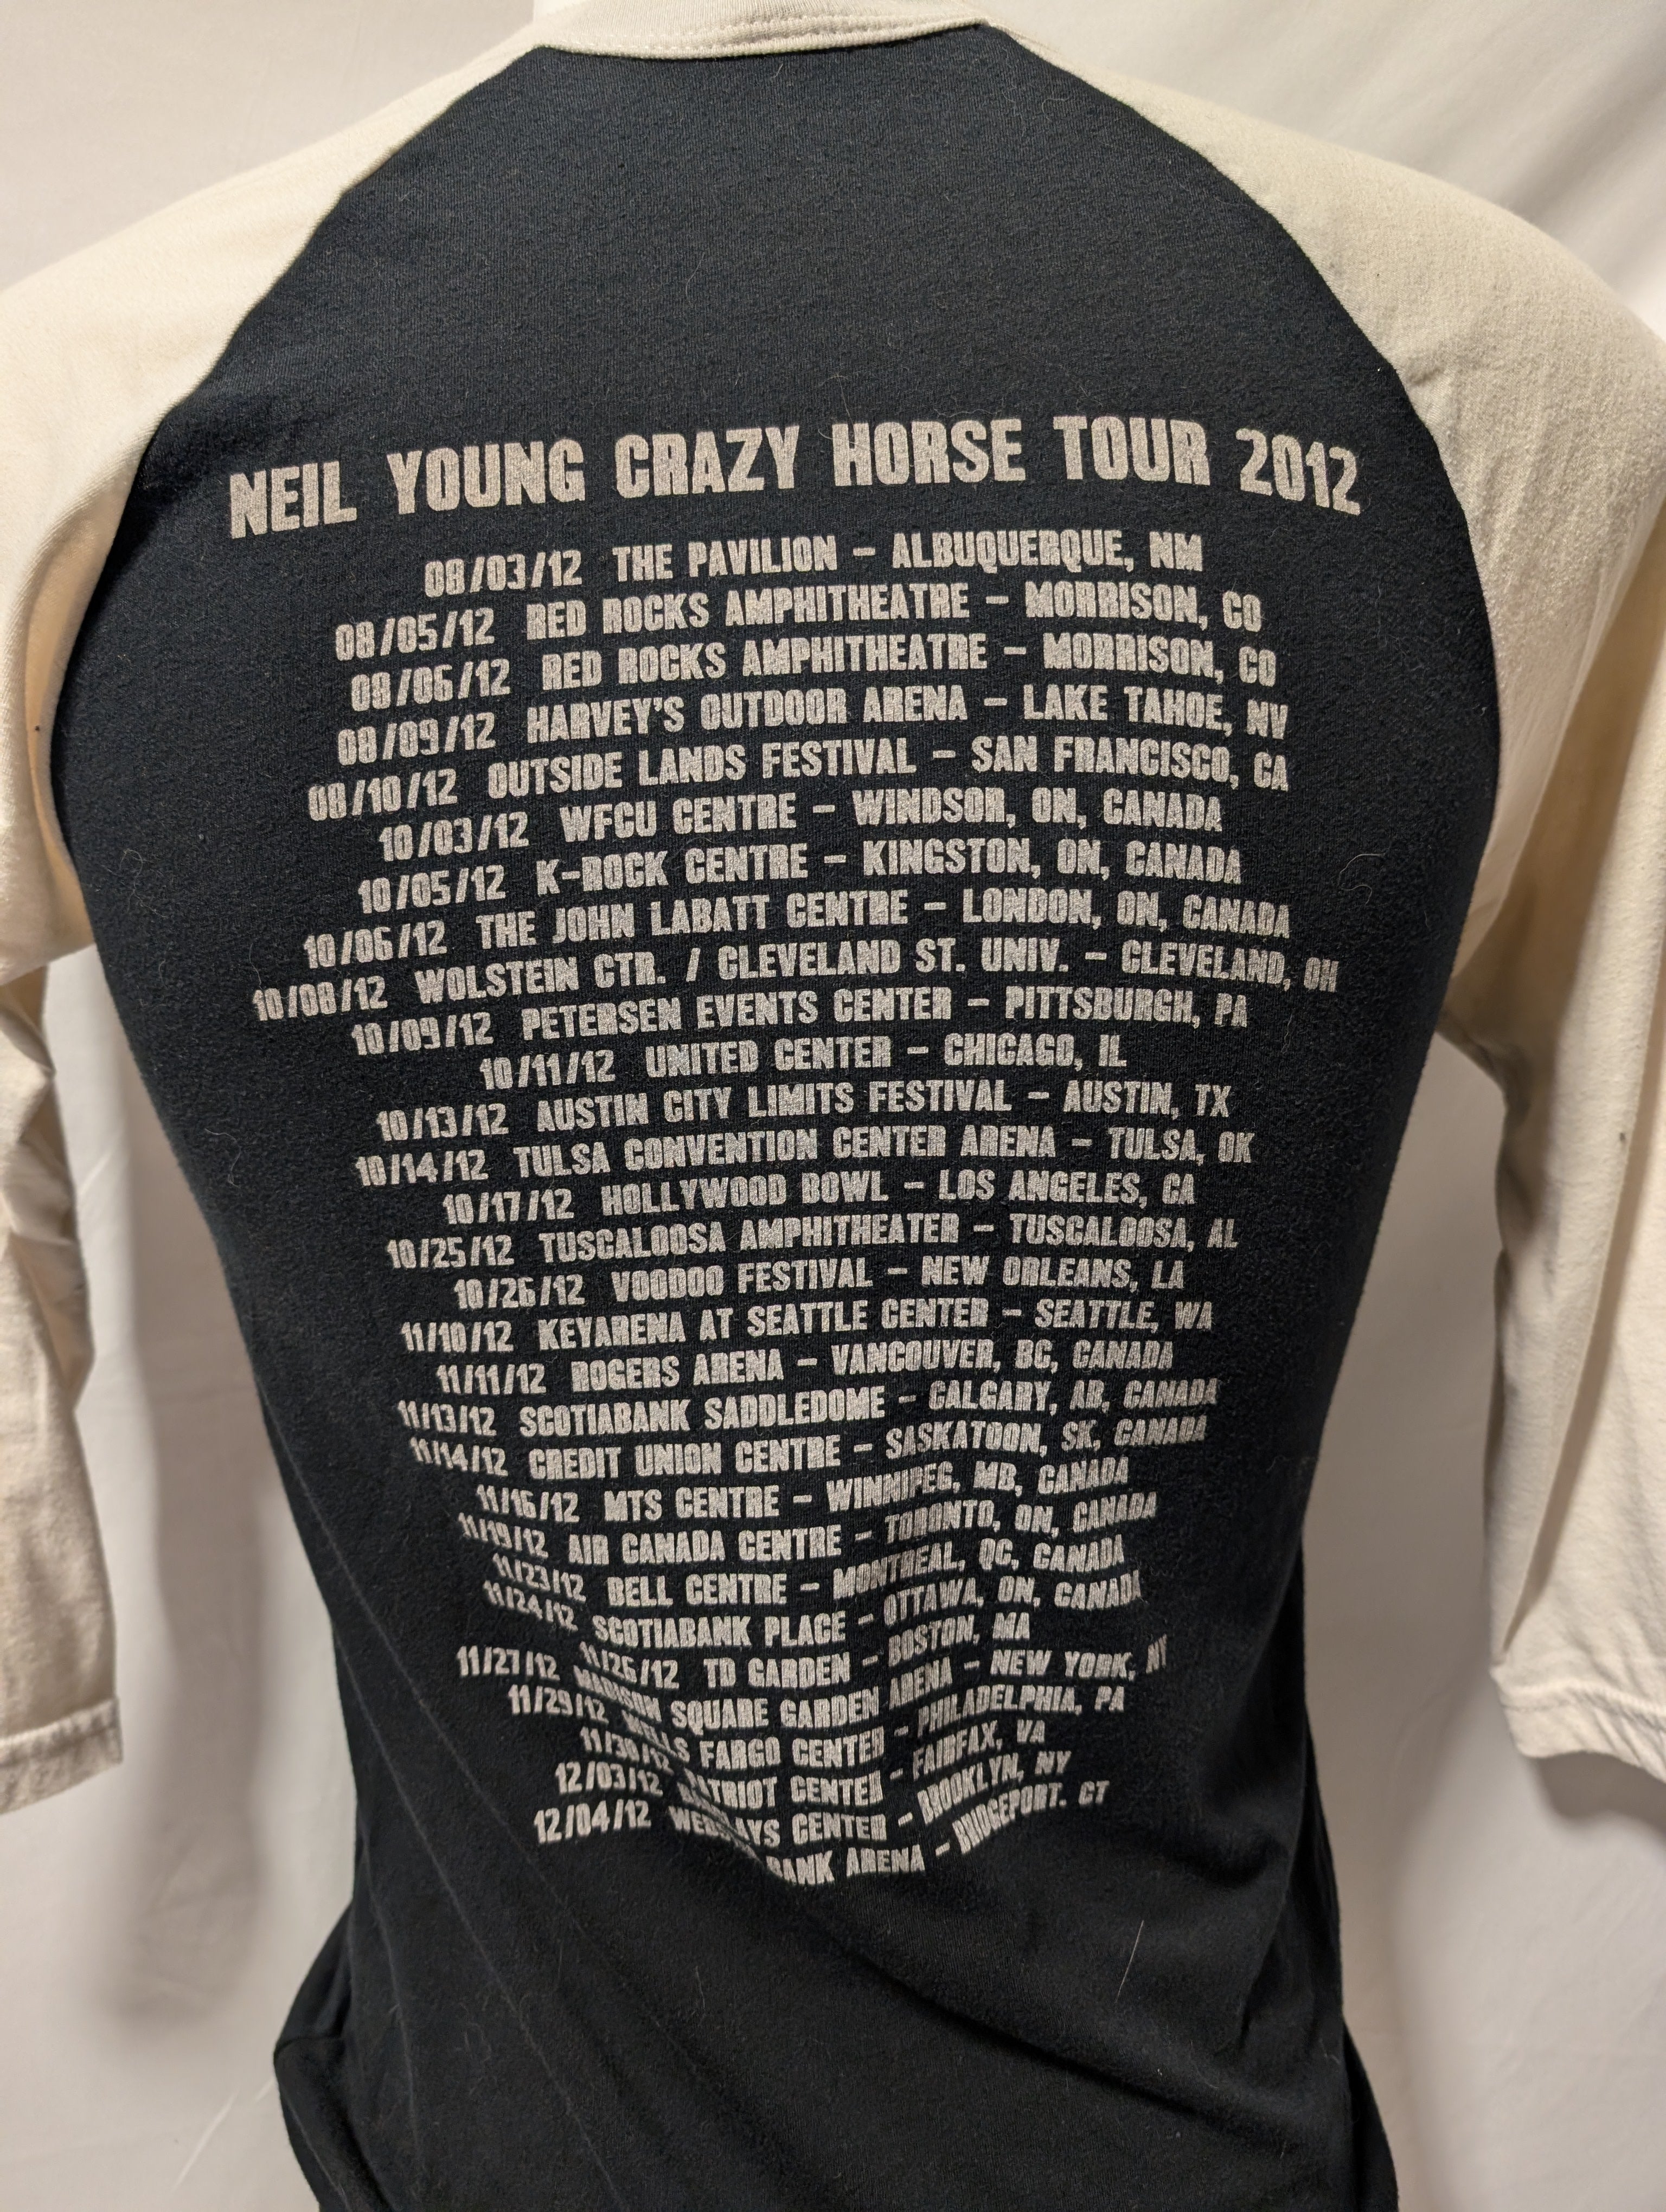 NEIL YOUNG CRAZY HORSE TOUR 2012
08/03/12 THE PAVILION – ALBUQUERQUE, NM
08/05/12 RED ROCKS AMPHITHEATRE – MORRISON, CO
08/06/12 RED ROCKS AMPHITHEATRE – MORRISON, CO
08/09/12 HARVEY'S OUTDOOR ARENA – LAKE TAHOE, NV
08/10/12 OUTSIDE LANDS FESTIVAL – SAN FRANCISCO, CA
10/03/12 WFCU CENTRE – WINDSOR, ON, CANADA
10/05/12 K-ROCK CENTRE – KINGSTON, ON, CANADA
10/06/12 THE JOHN LABATT CENTRE – LONDON, ON, CANADA
10/08/12 WOLSTEIN CTR. / CLEVELAND ST. UNIV. – CLEVELAND, OH
10/09/12 PETERSEN EVENTS CENTER – PITTSBURGH, PA
10/11/12 UNITED CENTER – CHICAGO, IL
10/13/12 AUSTIN CITY LIMITS FESTIVAL – AUSTIN, TX
10/14/12 TULSA CONVENTION CENTER ARENA – TULSA, OK
10/17/12 HOLLYWOOD BOWL – LOS ANGELES, CA
10/25/12 TUSCALOOSA AMPHITHEATER – TUSCALOOSA, AL
10/26/12 VOODOO FESTIVAL – NEW ORLEANS, LA
11/10/12 KEYARENA AT SEATTLE CENTER – SEATTLE, WA
11/11/12 ROGERS ARENA – VANCOUVER, BC, CANADA
11/13/12 SCOTIABANK SADDLEDOME – CALGARY, AB, CANADA
11/14/12 CREDIT UNION CENTRE – SASKATOON, SK, CANADA
11/16/12 MTS CENTRE – WINNIPEG, MB, CANADA
11/19/12 AIR CANADA CENTRE – TORONTO, ON, CANADA
11/23/12 BELL CENTRE – MONTREAL, QC, CANADA
11/24/12 SCOTIABANK PLACE – OTTAWA, ON, CANADA
11/26/12 TD GARDEN – BOSTON, MA
11/27/12 MADISON SQUARE GARDEN ARENA – NEW YORK, NY
11/29/12 WELLS FARGO CENTER – PHILADELPHIA, PA
11/30/12 PATRIOT CENTER – FAIRFAX, VA
12/03/12 CENTER – BROOKLYN, NY
12/04/12 BANK ARENA – BRIDGEPORT. CT